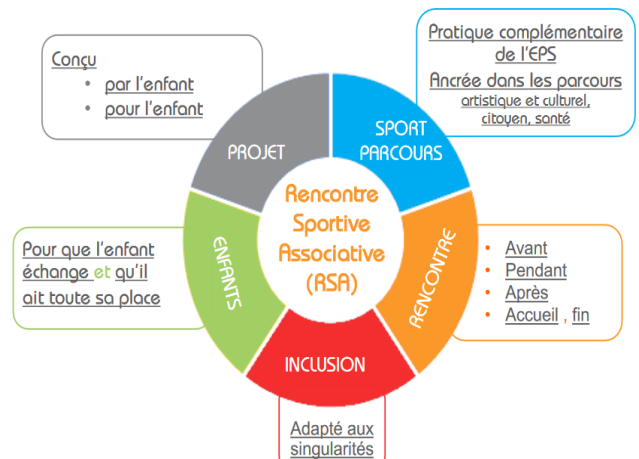 Conçu
• par l'enfant
• pour l'enfant
Pratique complémentaire
de l'EPS
Ancrée dans les parcours
artistique et culturel,
citoyen, santé
PROJET
SPORT
PARCOURS
Rencontre
Sportive
Associative
(RSA)
Pour que l'enfant
échange et qu'il
ait toute sa place
ENFANTS
RENCONTRE
• Avant
• Pendant
• Après
• Accueil , fin
INCLUSION
Adapté aux
singularités